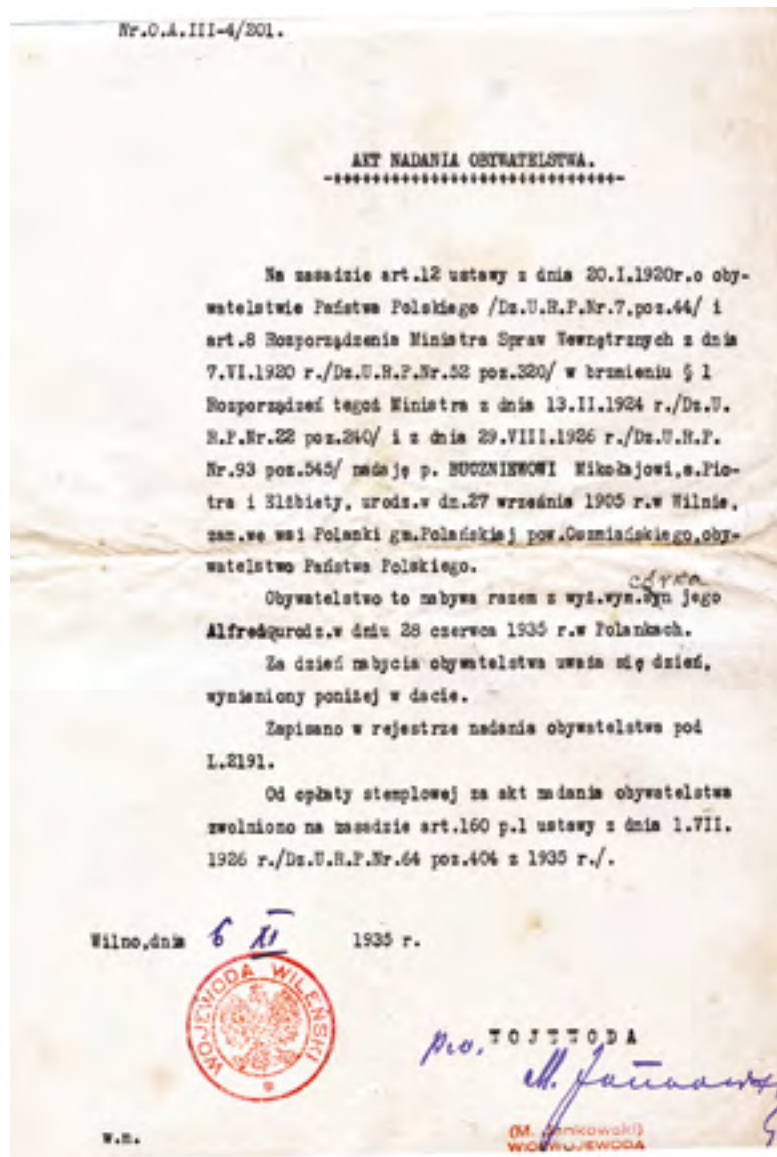 Nr.O.A.III-4/201.
AKT NADANIA OBYWATELSTWA.
Na zasadzie art.12 ustawy z dnia 20.I.1920r.o oby-
watelstwie Państwa Polskiego /Dz.U.R.P.Nr.7,poz.44/ i
art.8 Rozporządzenia Ministra Spraw Wewnętrznych z dnia
7.VI.1920 r./Dz.U.R.P.Nr.52 poz.320/ w brzmieniu § 1
Rozporządzeń tegoż Ministra z dnia 13.II.1924 r./Dz.U.
R.P.Nr.22 poz.240/ i z dnia 29.VIII.1926 r./Dz.U.R.P.
Nr.93 poz.545/ nadaję p. BUCZNIEWOWI Mikołajowi,s.Pio-
tra i Elżbiety, urodz.w dn.27 września 1905 r.w Wilnie,
zam.we wsi Polanki gm.Polańskiej pow.Oszmiańskiego,oby-
watelstwo Państwa Polskiego.
córka
Obywatelstwo to nabywa razem z wyż.wym.syn jego
urodz.w dniu 28 czerwca 1935 r.w Polankach.
Za dzień nabycia obywatelstwa uważa się dzień,
wymieniony poniżej w dacie.
Zapisano w rejestrze nadania obywatelstwa pod
L.2191.
Od opłaty stemplowej za akt nadania obywatelstwa
zwolniono na zasadzie art.160 p.1 ustawy z dnia 1.VII.
1926 r./Dz.U.R.P.Nr.64 poz.404 z 1935 r./.
Wilno,dnia 6 XI 1935 r.
WOJEWODA WILEŃSKI
M. Jankowski
(M. Jankowski)
WICEWOJEWODA
w.m.